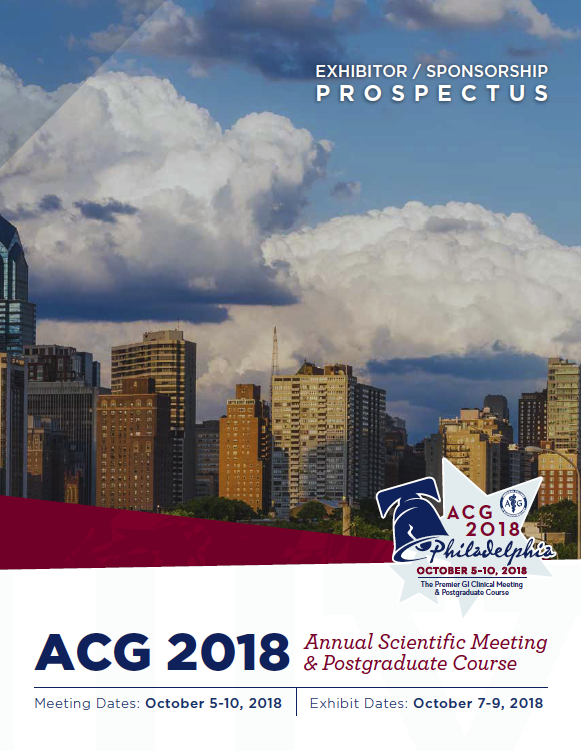 EXHIBITOR / SPONSORSHIP
PROSPECTUS
ACG
2018
ACG
Philadelphia
OCTOBER 5-10, 2018
The Premier GI Clinical Meeting
& Postgraduate Course
ACG 2018
Annual Scientific Meeting
& Postgraduate Course
Meeting Dates: October 5-10, 2018
Exhibit Dates: October 7-9, 2018